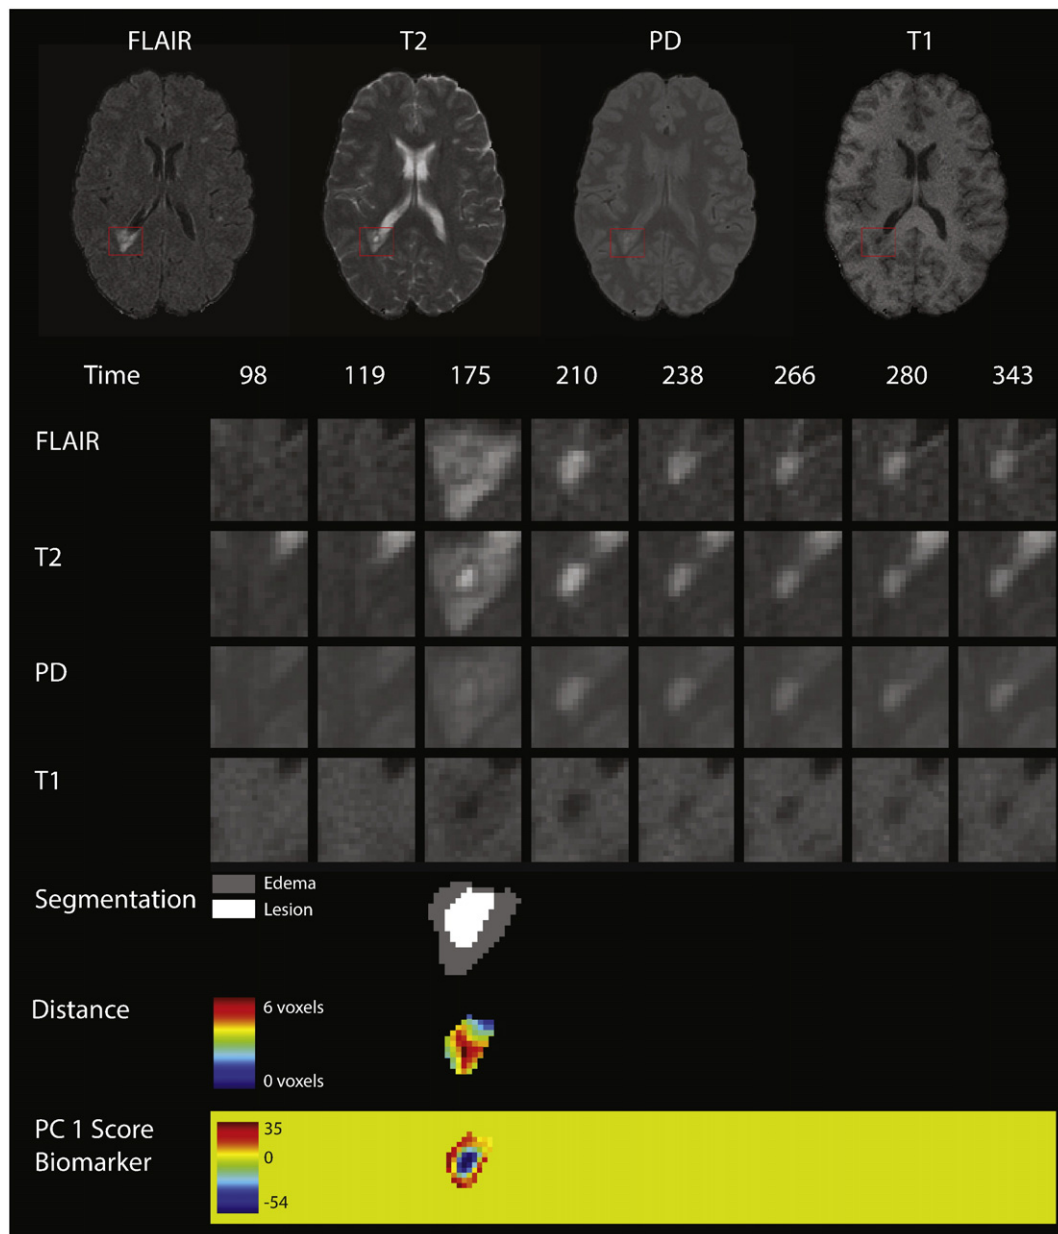 FLAIR T2 PD T1
Time 98 119 175 210 238 266 280 343
FLAIR
T2
PD
T1
Segmentation
Edema
Lesion
Distance
6 voxels
0 voxels
PC 1 Score
Biomarker
35
0
-54